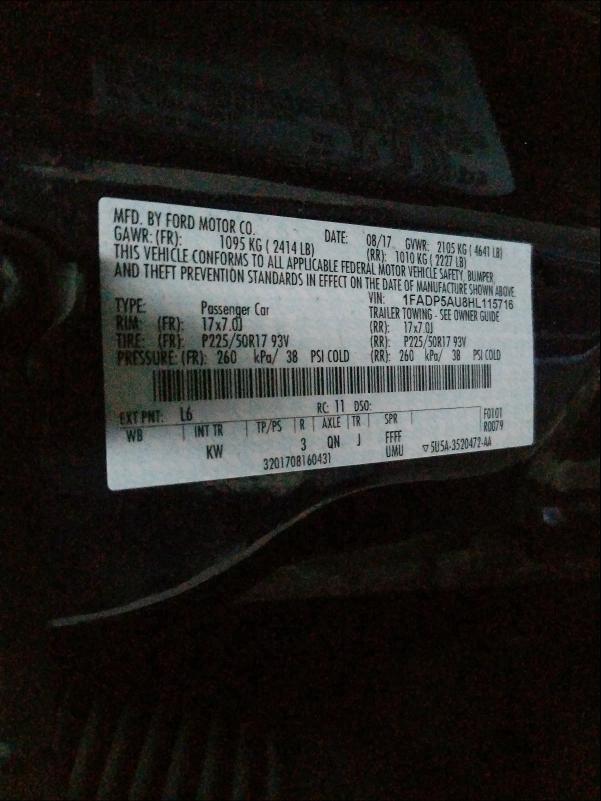 MFD. BY FORD MOTOR CO. DATE: 08/17 GVWR: 2105 KG ( 4641 LB)
GAWR: (FR): 1095 KG ( 2414 LB) (RR): 1010 KG ( 2227 LB)
THIS VEHICLE CONFORMS TO ALL APPLICABLE FEDERAL MOTOR VEHICLE SAFETY, BUMPER,
AND THEFT PREVENTION STANDARDS IN EFFECT ON THE DATE OF MANUFACTURE SHOWN ABOVE.
VIN: 1FADP5AU8HL115716
TYPE: Passenger Car TRAILER TOWING - SEE OWNER GUIDE
RIM: (FR): 17x7.0J (RR): 17x7.0J
TIRE: (FR): P225/50R17 93V (RR): P225/50R17 93V
PRESSURE: (FR): 260 kPa/ 38 PSI COLD (RR): 260 kPa/ 38 PSI COLD
EXT PNT: L6 RC: 11 DSO: F0101
WB INT TR TP/PS R AXLE TR SPR R0079
KW 3 QN J FFFF
3201708160431 UMU ▽5U5A-3520472-AA